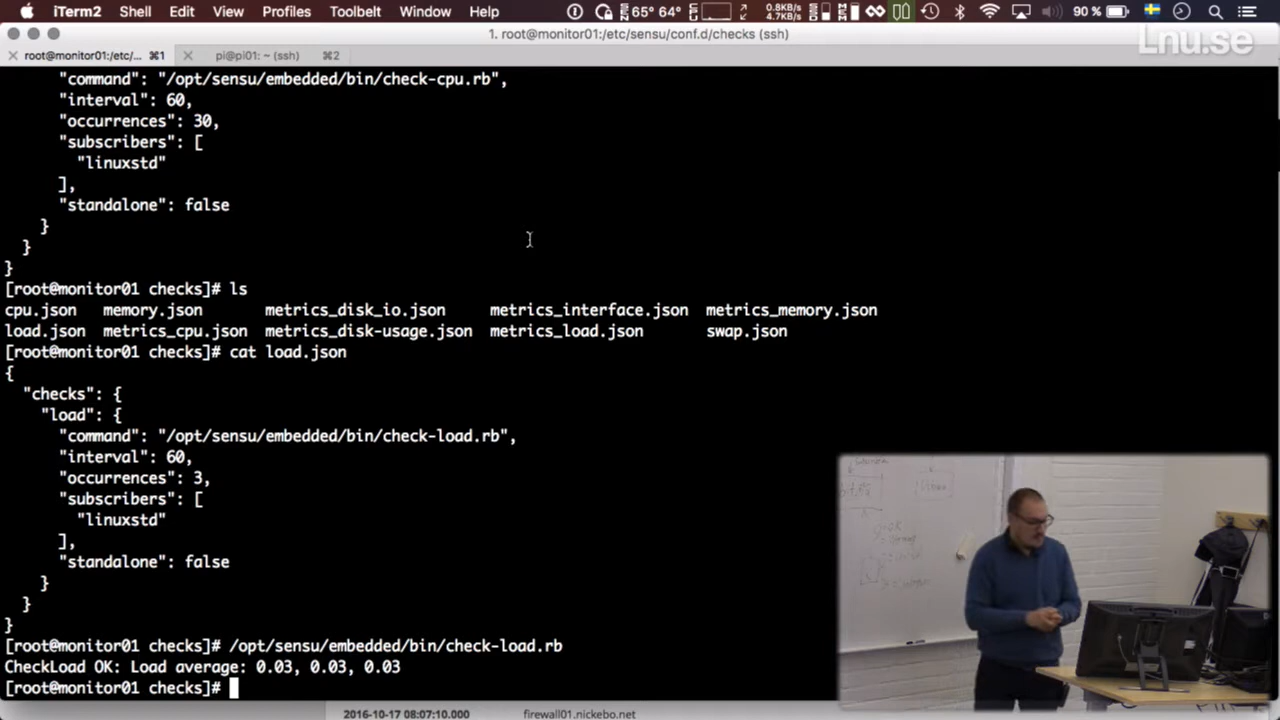 iTerm2 Shell Edit View Profiles Toolbelt Window Help 65° 64° 0.8KB/s 4.7KB/s 90 %
1. root@monitor01:/etc/sensu/conf.d/checks (ssh)
Lnu.se
root@monitor01:/etc/... ⌘1 pi@pi01: ~ (ssh) ⌘2
"command": "/opt/sensu/embedded/bin/check-cpu.rb",
"interval": 60,
"occurrences": 30,
"subscribers": [
"linuxstd"
],
"standalone": false
}
}
}
[root@monitor01 checks]# ls
cpu.json memory.json metrics_disk_io.json metrics_interface.json metrics_memory.json
load.json metrics_cpu.json metrics_disk-usage.json metrics_load.json swap.json
[root@monitor01 checks]# cat load.json
{
"checks": {
"load": {
"command": "/opt/sensu/embedded/bin/check-load.rb",
"interval": 60,
"occurrences": 3,
"subscribers": [
"linuxstd"
],
"standalone": false
}
}
}
[root@monitor01 checks]# /opt/sensu/embedded/bin/check-load.rb
CheckLoad OK: Load average: 0.03, 0.03, 0.03
[root@monitor01 checks]#
2016-10-17 08:07:10.000 firewall01.nickebo.net